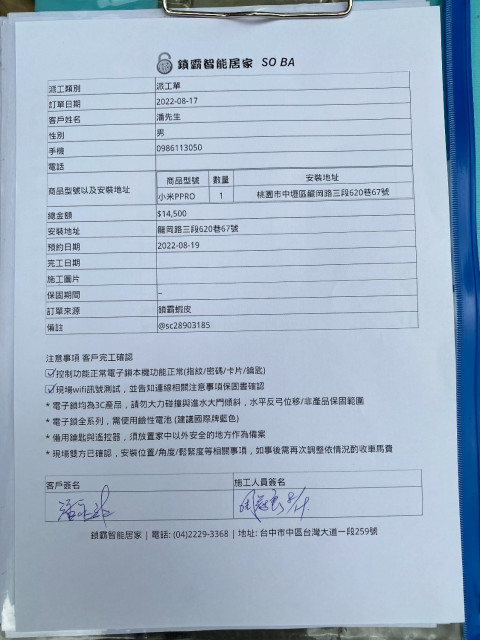 鎖霸智能居家 SO BA
派工類別 派工單
訂單日期 2022-08-17
客戶姓名 潘先生
性別 男
手機 0986113050
電話
商品型號以及安裝地址
商品型號 數量 安裝地址
小米PPRO 1 桃園市中壢區龍岡路三段620巷67號
總金額 $14,500
安裝地址 龍岡路三段620巷67號
預約日期 2022-08-19
完工日期
施工圖片
保固期間 –
訂單來源 鎖霸蝦皮
備註 @sc28903185
注意事項 客戶完工確認
控制功能正常電子鎖本機功能正常(指紋/密碼/卡片/鑰匙)
現場wifi訊號測試，並告知連線相關注意事項保固書確認
* 電子鎖均為3C產品，請勿大力碰撞與進水大門傾斜，水平反弓位移/非產品保固範圍
* 電子鎖全系列，需使用鹼性電池 (建議國際牌藍色)
* 備用鑰匙與遙控器，須放置家中以外安全的地方作為備案
* 現場雙方已確認，安裝位置/角度/鬆緊度等相關事項，如事後需再次調整依情況酌收車馬費
客戶簽名 施工人員簽名
鎖霸智能居家 | 電話: (04)2229-3368 | 地址: 台中市中區台灣大道一段259號